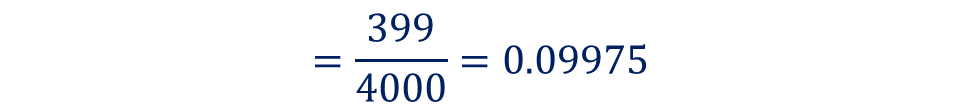 = 399/4000 = 0.09975